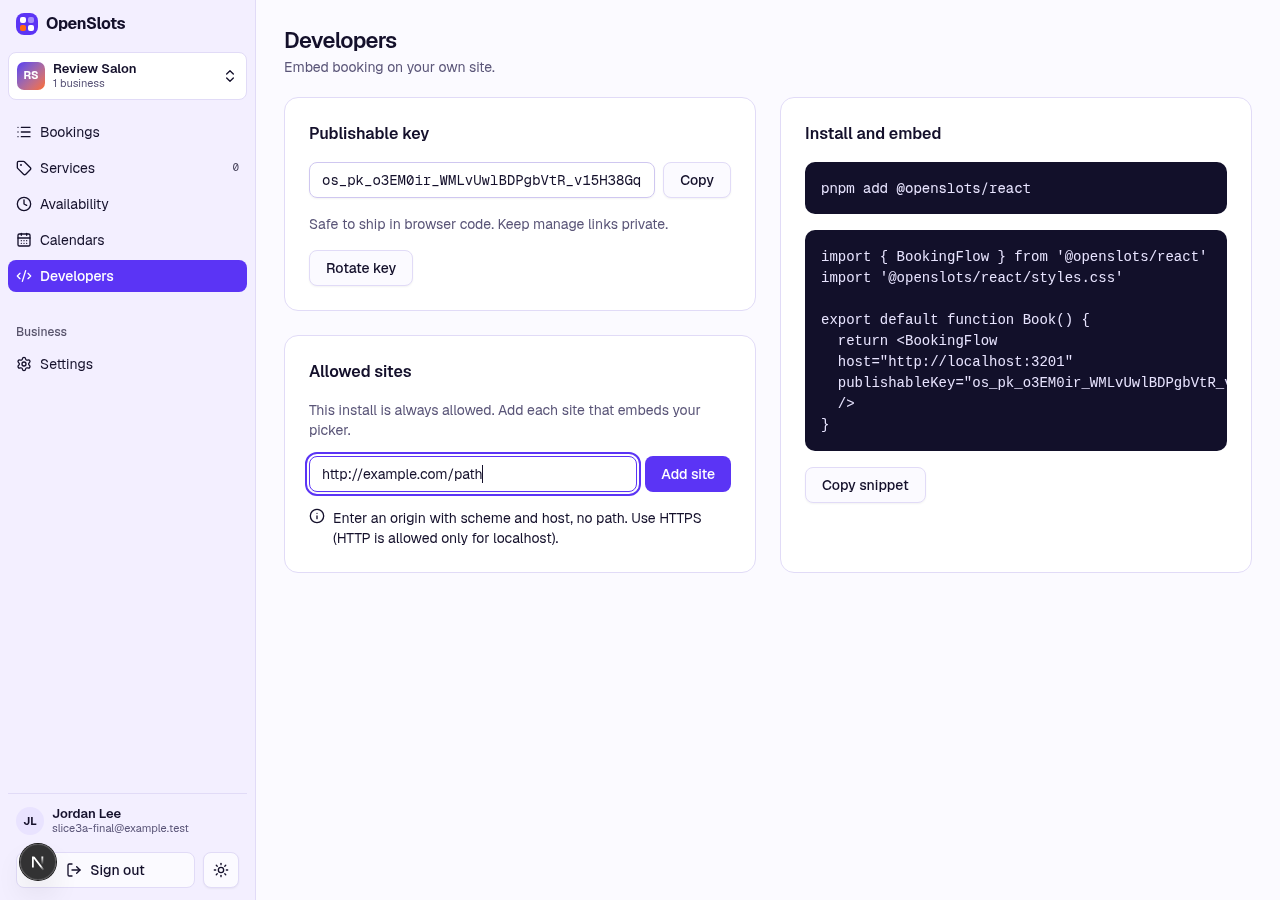 OpenSlots
RS
Review Salon
1 business
Bookings
Services
0
Availability
Calendars
Developers
Business
Settings
JL
Jordan Lee
slice3a-final@example.test
N
Sign out
Developers
Embed booking on your own site.
Publishable key
os_pk_o3EM0ir_WMLvUwlBDPgbVtR_v15H38Gq
Copy
Safe to ship in browser code. Keep manage links private.
Rotate key
Allowed sites
This install is always allowed. Add each site that embeds your
picker.
http://example.com/path
Add site
Enter an origin with scheme and host, no path. Use HTTPS
(HTTP is allowed only for localhost).
Install and embed
pnpm add @openslots/react
import { BookingFlow } from '@openslots/react'
import '@openslots/react/styles.css'
export default function Book() {
return <BookingFlow
host="http://localhost:3201"
publishableKey="os_pk_o3EM0ir_WMLvUwlBDPgbVtR_v
/>
}
Copy snippet